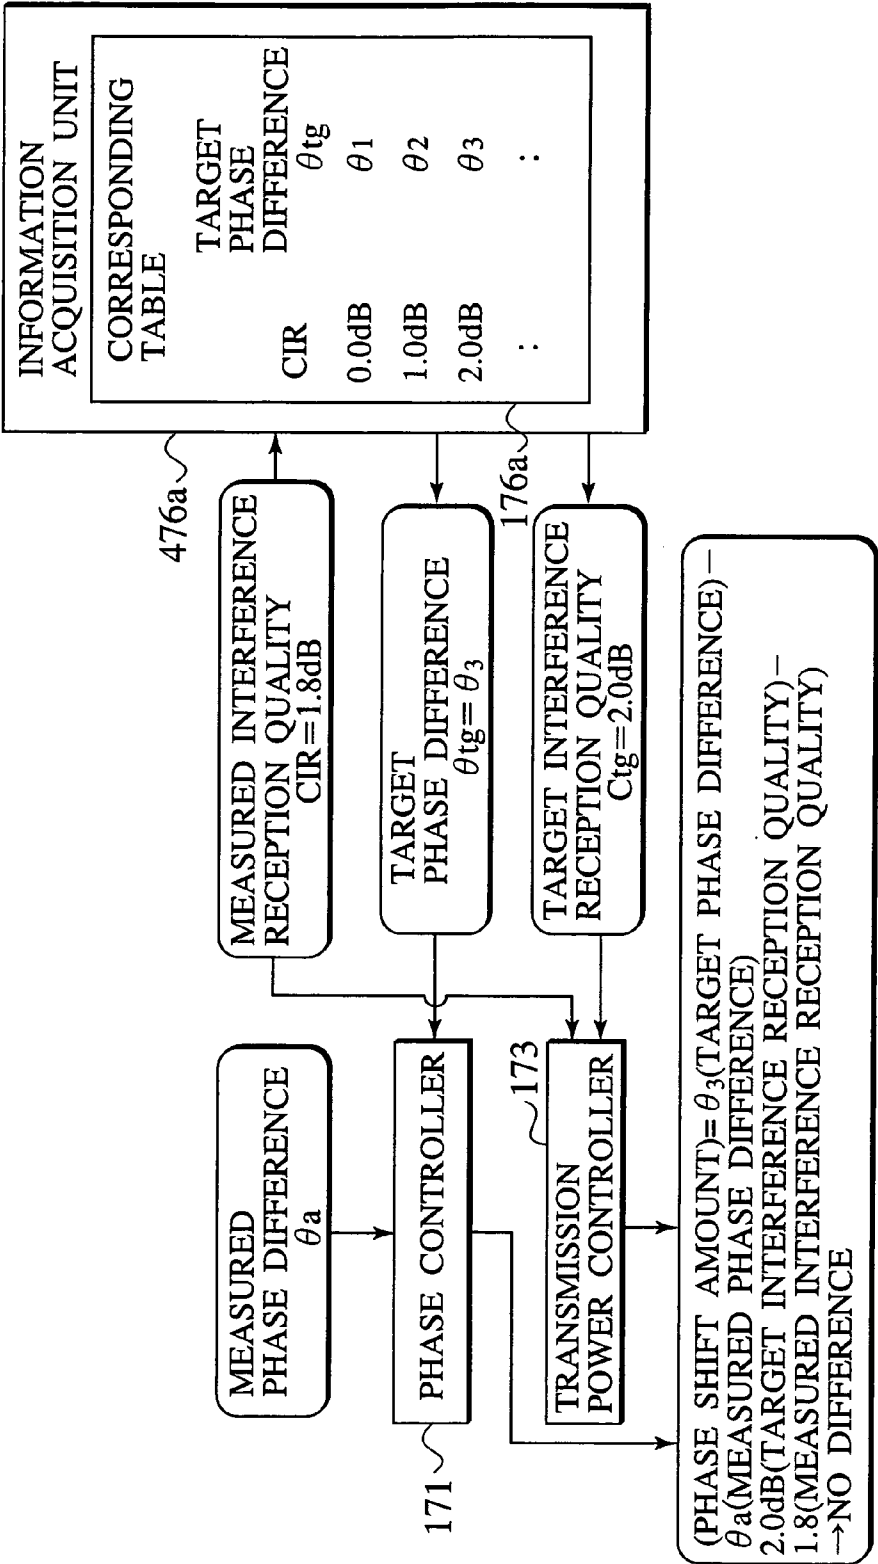 INFORMATION
ACQUISITION UNIT
CORRESPONDING
TABLE
TARGET
PHASE
DIFFERENCE
CIR θtg
0.0dB θ1
1.0dB θ2
2.0dB θ3
: :
476a
176a
MEASURED INTERFERENCE
RECEPTION QUALITY
CIR=1.8dB
TARGET
PHASE DIFFERENCE
θtg=θ3
TARGET INTERFERENCE
RECEPTION QUALITY
Ctg=2.0dB
MEASURED
PHASE DIFFERENCE
θa
PHASE CONTROLLER
171
TRANSMISSION
POWER CONTROLLER
173
(PHASE SHIFT AMOUNT)=θ3(TARGET PHASE DIFFERENCE)−
θa(MEASURED PHASE DIFFERENCE)
2.0dB(TARGET INTERFERENCE RECEPTION QUALITY)−
1.8(MEASURED INTERFERENCE RECEPTION QUALITY)
→NO DIFFERENCE